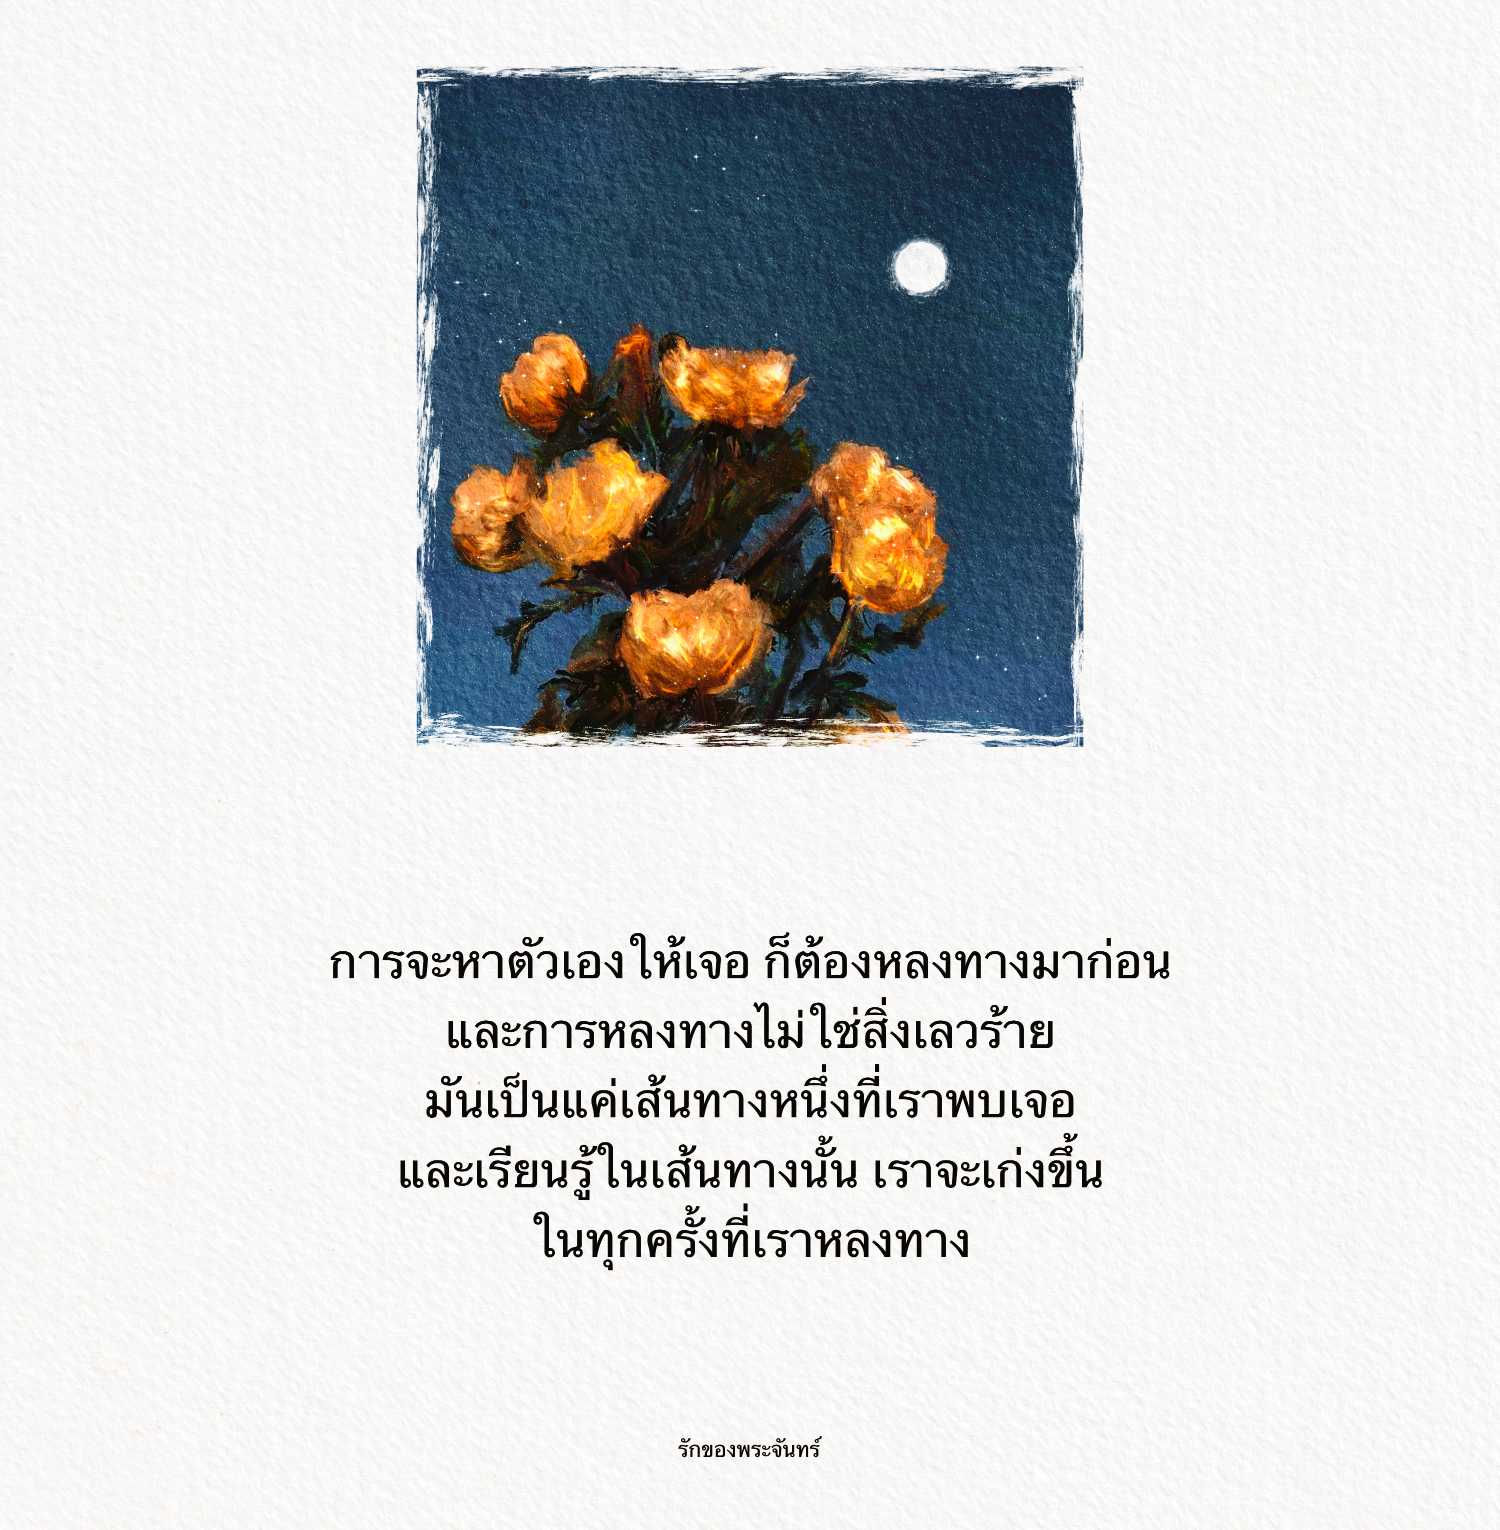 การจะหาตัวเองให้เจอ ก็ต้องหลงทางมาก่อน
และการหลงทางไม่ใช่สิ่งเลวร้าย
มันเป็นแค่เส้นทางหนึ่งที่เราพบเจอ
และเรียนรู้ในเส้นทางนั้น เราจะเก่งขึ้น
ในทุกครั้งที่เราหลงทาง
รักของพระจันทร์